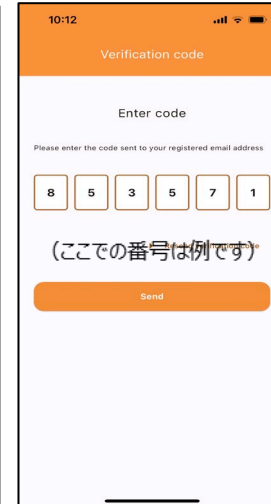 10:12
Verification code
Enter code
Please enter the code sent to your registered email address
8 5 3 5 7 1
(ここでの番号は例です)
Send